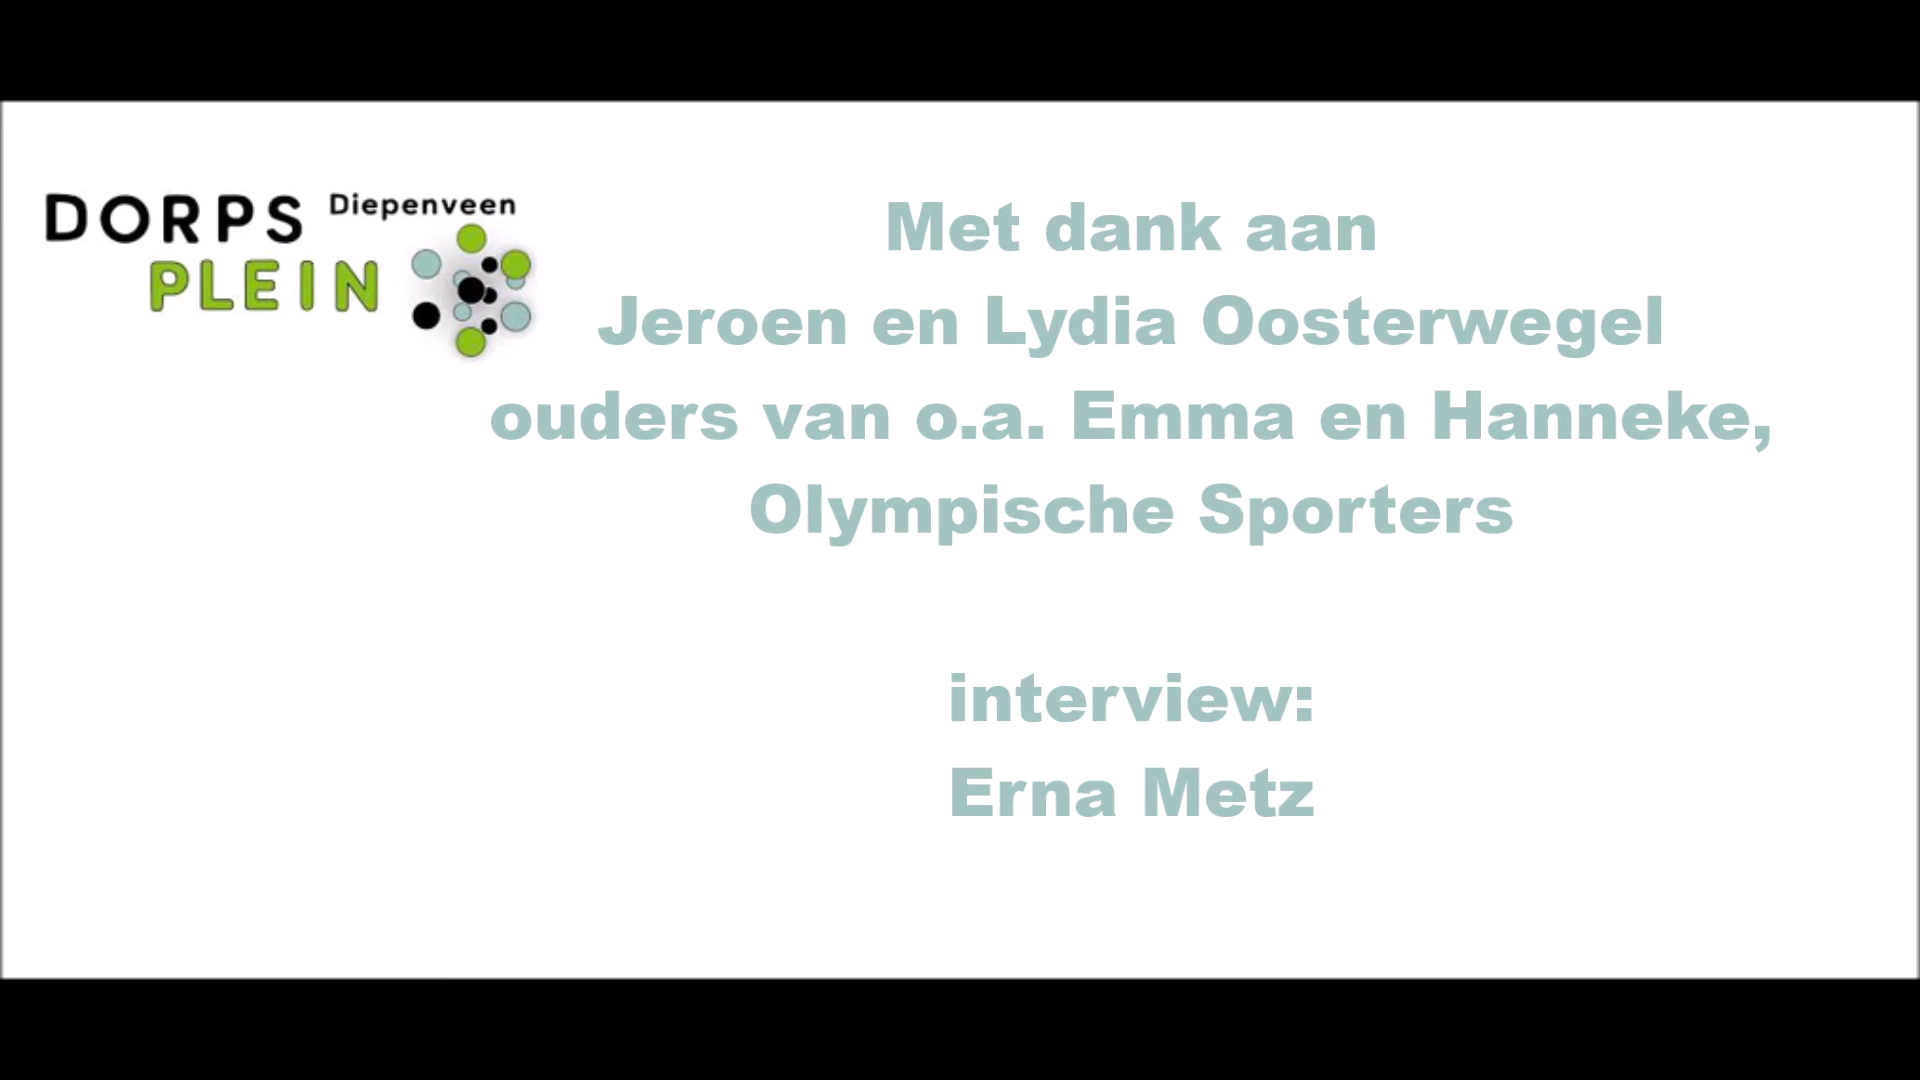 DORPS Diepenveen
PLEIN
Met dank aan
Jeroen en Lydia Oosterwegel
ouders van o.a. Emma en Hanneke,
Olympische Sporters
interview:
Erna Metz